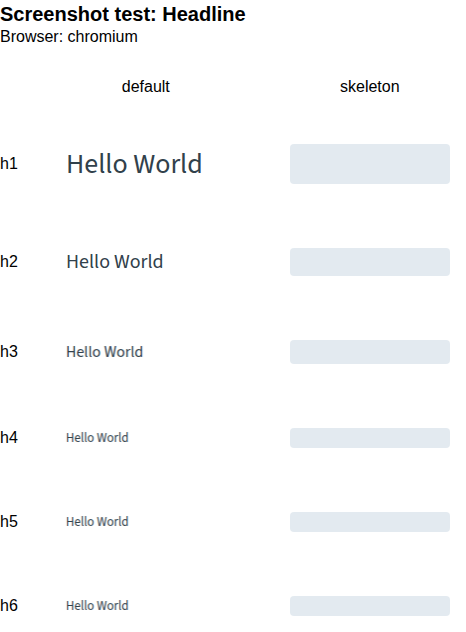 Screenshot test: Headline
Browser: chromium
default skeleton
h1 Hello World
h2 Hello World
h3 Hello World
h4 Hello World
h5 Hello World
h6 Hello World